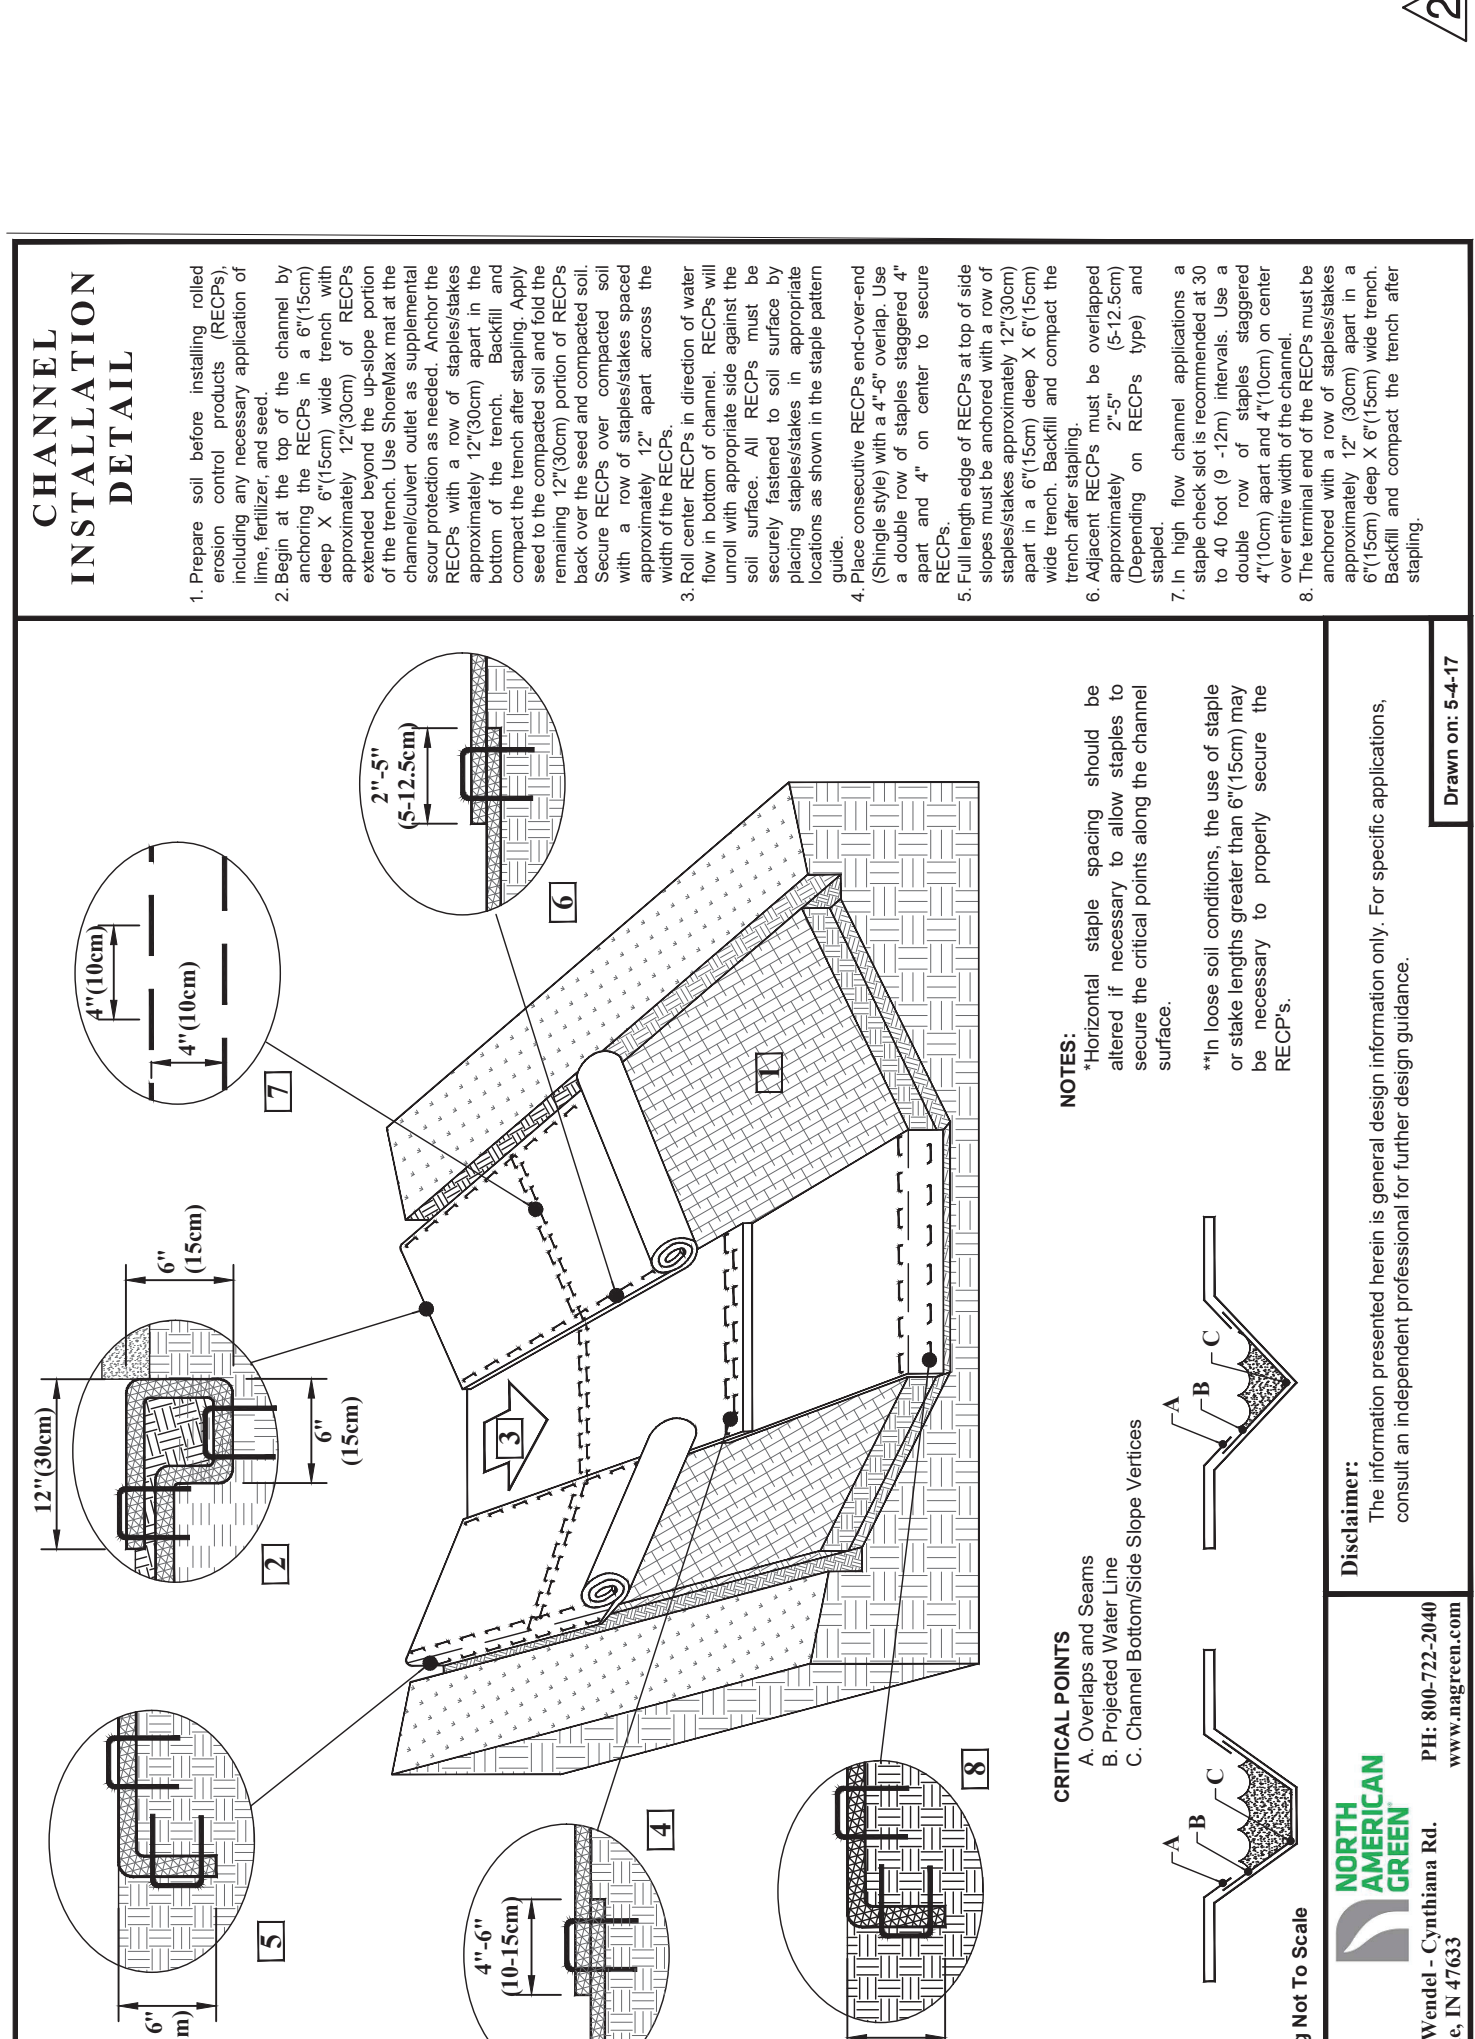 CHANNEL
INSTALLATION
DETAIL
1. Prepare soil before installing rolled
erosion control products (RECPs),
including any necessary application of
lime, fertilizer, and seed.
2. Begin at the top of the channel by
anchoring the RECPs in a 6"(15cm)
deep X 6"(15cm) wide trench with
approximately 12"(30cm) of RECPs
extended beyond the up-slope portion
of the trench. Use ShoreMax mat at the
channel/culvert outlet as supplemental
scour protection as needed. Anchor the
RECPs with a row of staples/stakes
approximately 12"(30cm) apart in the
bottom of the trench. Backfill and
compact the trench after stapling. Apply
seed to the compacted soil and fold the
remaining 12"(30cm) portion of RECPs
back over the seed and compacted soil.
Secure RECPs over compacted soil
with a row of staples/stakes spaced
approximately 12" apart across the
width of the RECPs.
3. Roll center RECPs in direction of water
flow in bottom of channel. RECPs will
unroll with appropriate side against the
soil surface. All RECPs must be
securely fastened to soil surface by
placing staples/stakes in appropriate
locations as shown in the staple pattern
guide.
4. Place consecutive RECPs end-over-end
(Shingle style) with a 4"-6" overlap. Use
a double row of staples staggered 4"
apart and 4" on center to secure
RECPs.
5. Full length edge of RECPs at top of side
slopes must be anchored with a row of
staples/stakes approximately 12"(30cm)
apart in a 6"(15cm) deep X 6"(15cm)
wide trench. Backfill and compact the
trench after stapling.
6. Adjacent RECPs must be overlapped
approximately 2"-5" (5-12.5cm)
(Depending on RECPs type) and
stapled.
7. In high flow channel applications a
staple check slot is recommended at 30
to 40 foot (9 -12m) intervals. Use a
double row of staples staggered
4"(10cm) apart and 4"(10cm) on center
over entire width of the channel.
8. The terminal end of the RECPs must be
anchored with a row of staples/stakes
approximately 12" (30cm) apart in a
6"(15cm) deep X 6"(15cm) wide trench.
Backfill and compact the trench after
stapling.
12"(30cm)
6"
(15cm)
6"
(15cm)
2
4"(10cm)
4"(10cm)
7
2"-5"
(5-12.5cm)
6
6"
5
4"-6"
(10-15cm)
4
8
3
1
CRITICAL POINTS
A. Overlaps and Seams
B. Projected Water Line
C. Channel Bottom/Side Slope Vertices
A
B
C
A
B
C
NOTES:
*Horizontal staple spacing should be
altered if necessary to allow staples to
secure the critical points along the channel
surface.
**In loose soil conditions, the use of staple
or stake lengths greater than 6"(15cm) may
be necessary to properly secure the
RECP's.
Not To Scale
NORTH
AMERICAN
GREEN
Wendel - Cynthiana Rd.
IN 47633
PH: 800-722-2040
www.nagreen.com
Disclaimer:
The information presented herein is general design information only. For specific applications,
consult an independent professional for further design guidance.
Drawn on: 5-4-17
2